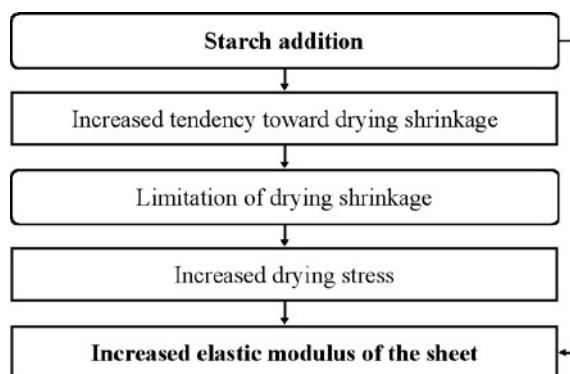 Starch addition
Increased tendency toward drying shrinkage
Limitation of drying shrinkage
Increased drying stress
Increased elastic modulus of the sheet